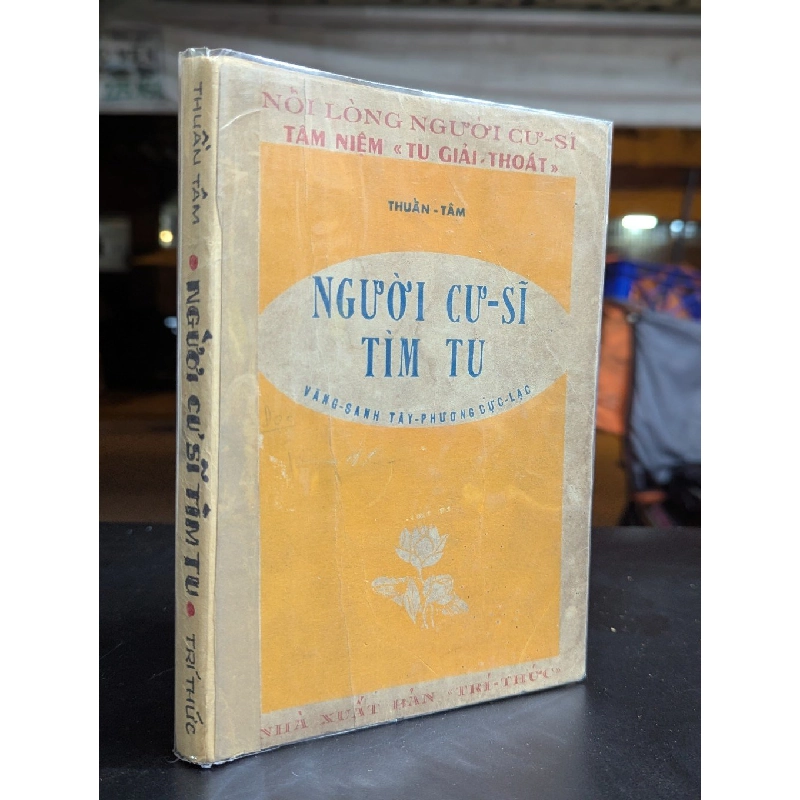 NỖI LÒNG NGƯỜI CƯ-SĨ
TÂM NIỆM «TU GIẢI-THOÁT»
THUẦN-TÂM
NGƯỜI CƯ-SĨ
TÌM TU
VÃNG-SANH TÂY-PHƯƠNG CỰC-LẠC
NHÀ XUẤT BẢN «TRÍ-THỨC»
THUẦN TÂM • NGƯỜI CƯ SĨ TÌM TU • TRÍ THỨC